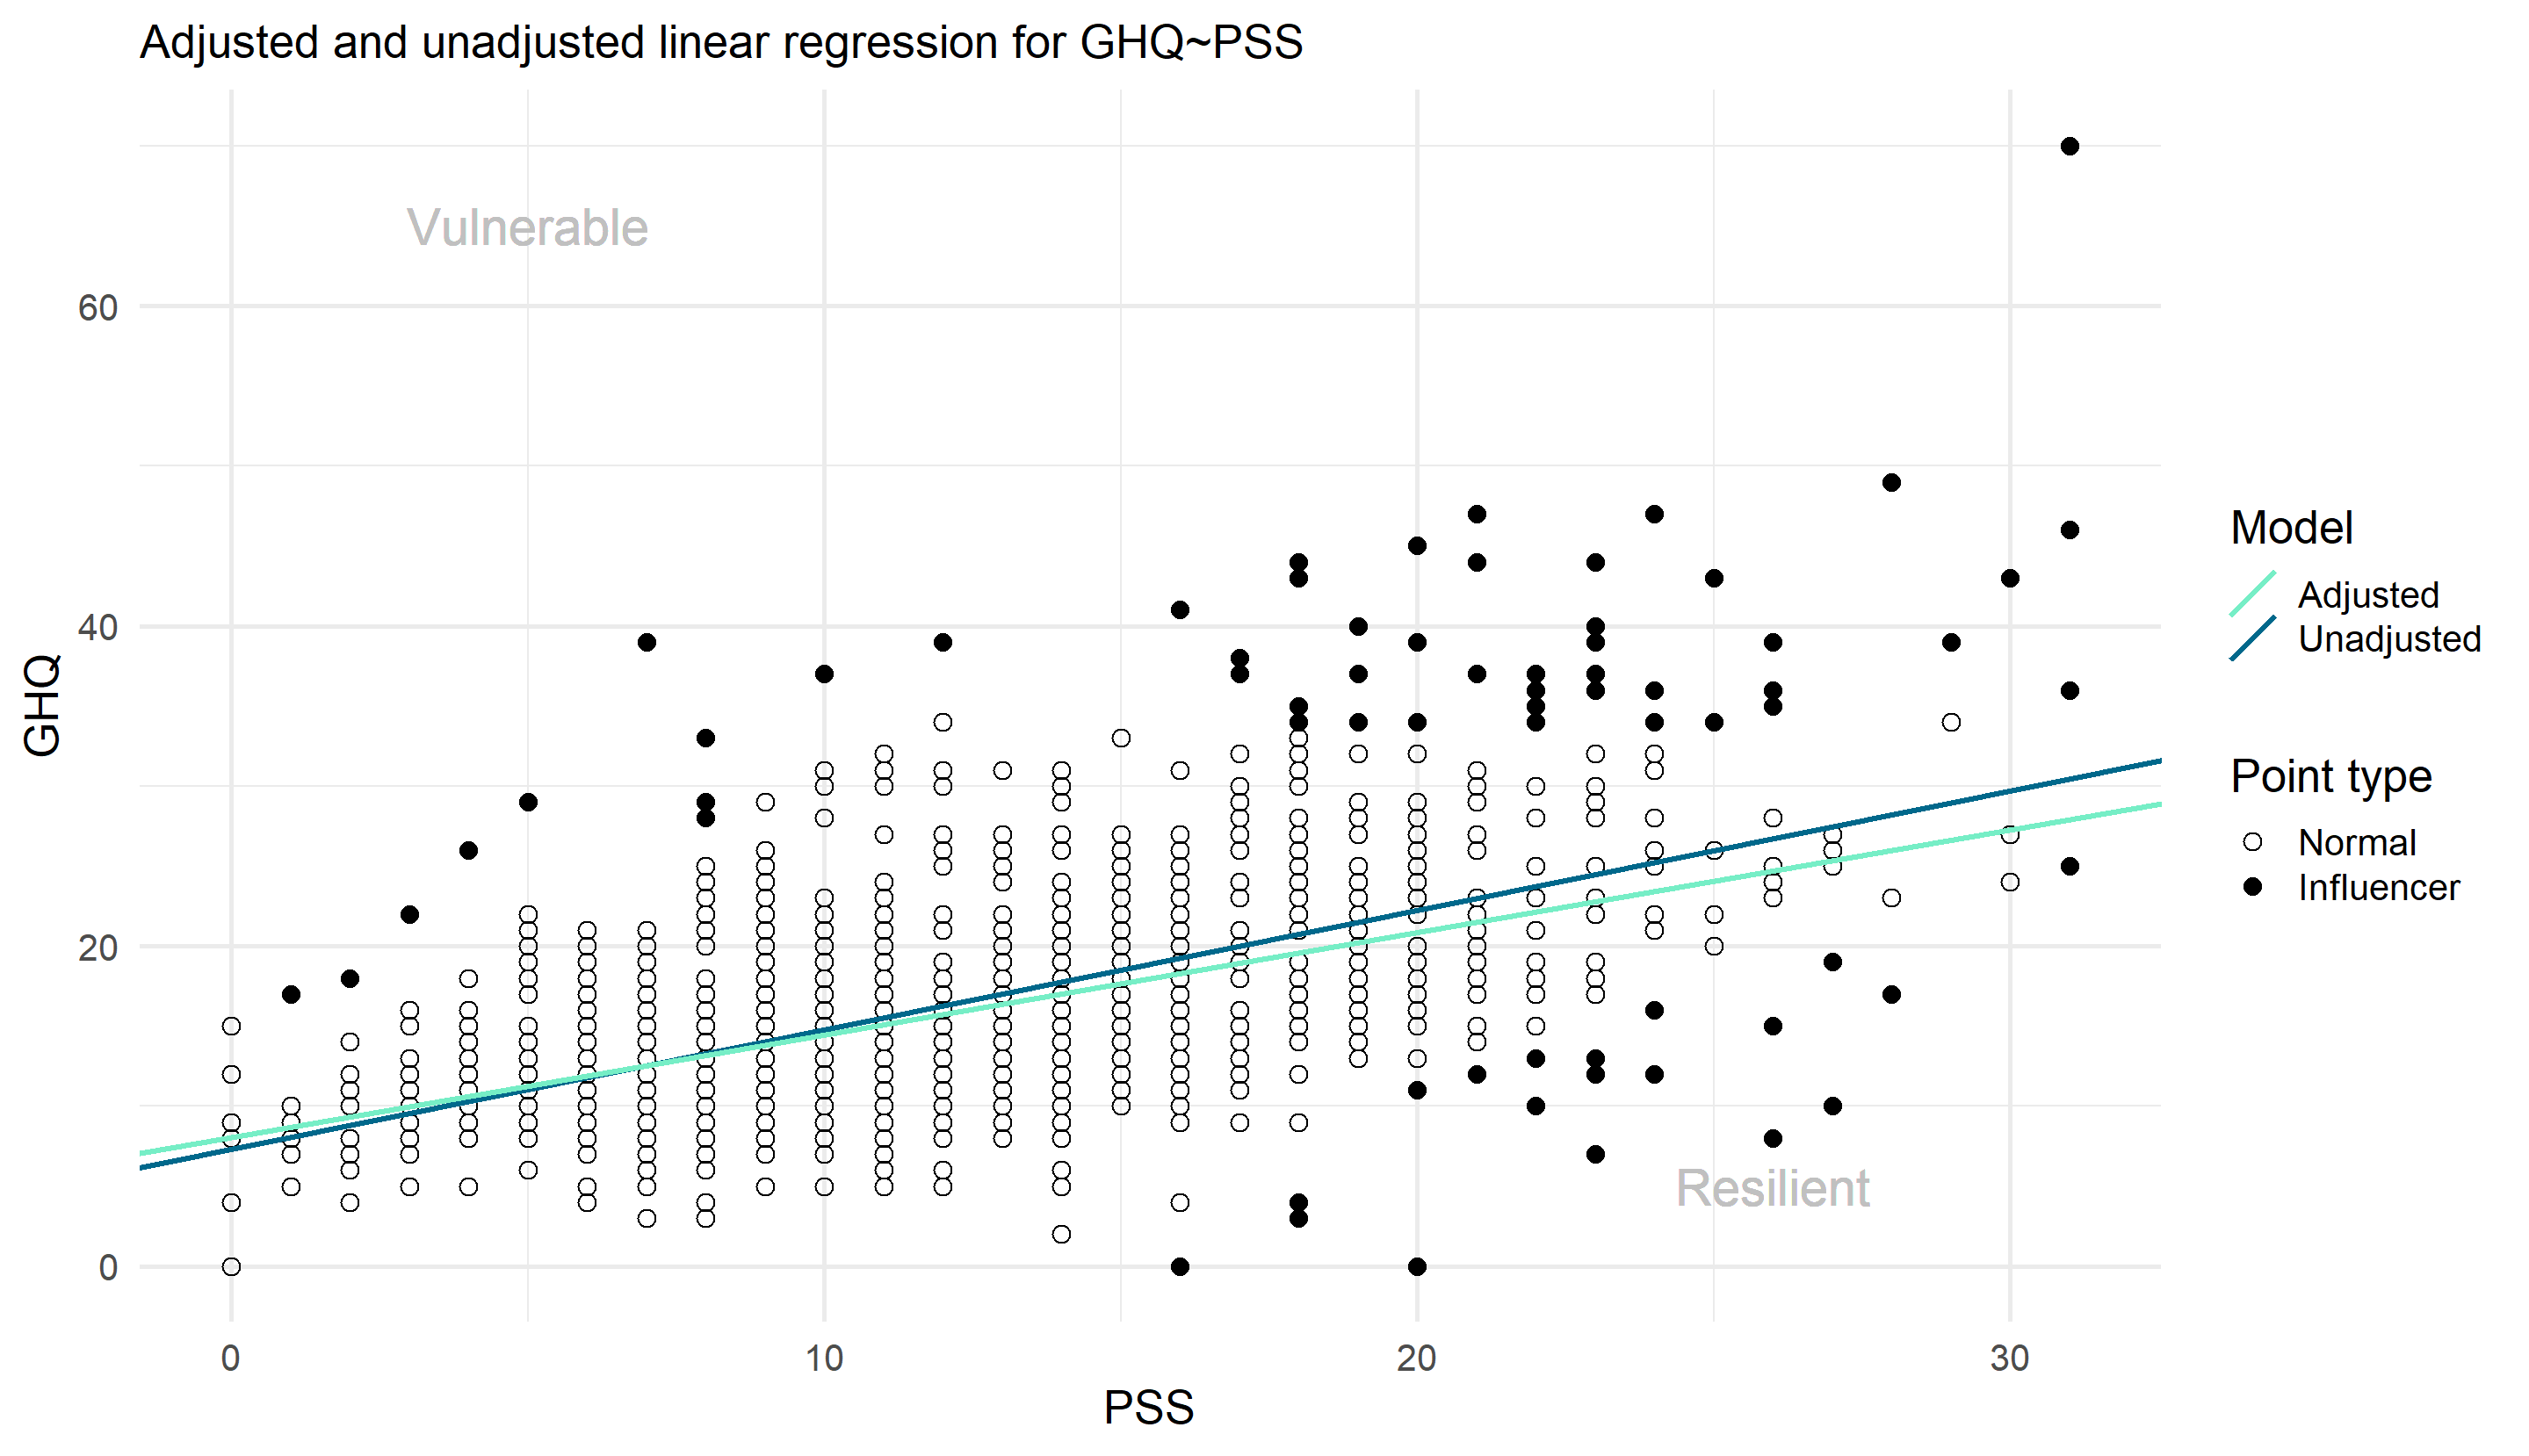 Adjusted and unadjusted linear regression for GHQ~PSS
Vulnerable
60
40
20
0
GHQ
Resilient
0
10
20
30
PSS
Model
Adjusted
Unadjusted
Point type
Normal
Influencer